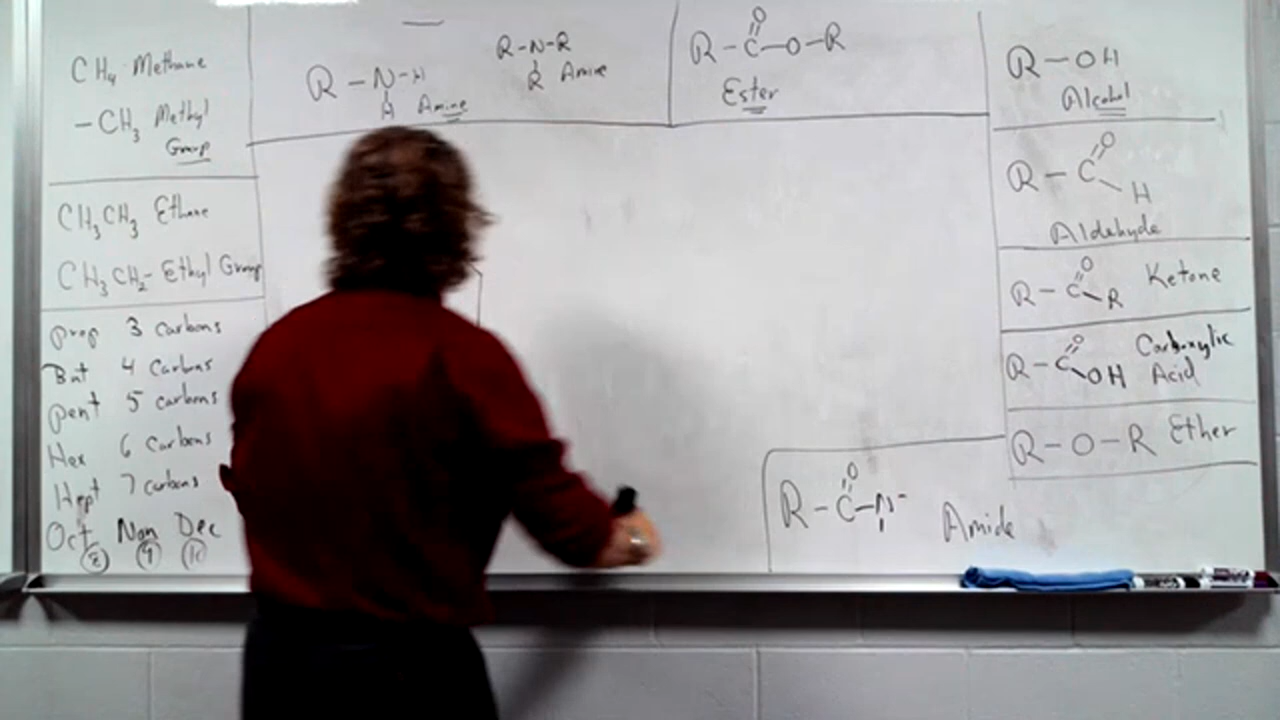 CH4 Methane
-CH3 Methyl
Group
CH3CH3 Ethane
CH3CH2- Ethyl Group
Prop 3 carbons
But 4 Carbons
pent 5 carbons
Hex 6 carbons
Hept 7 carbons
Oct Non Dec
8 9 10
R-N-H
H Amine
R-N-R
R Amine
O
R-C-O-R
Ester
R-OH
Alcohol
O
R-C
H
Aldehyde
O
R-C-R Ketone
O
R-C-OH Carboxylic
Acid
R-O-R Ether
O
R-C-N- Amide